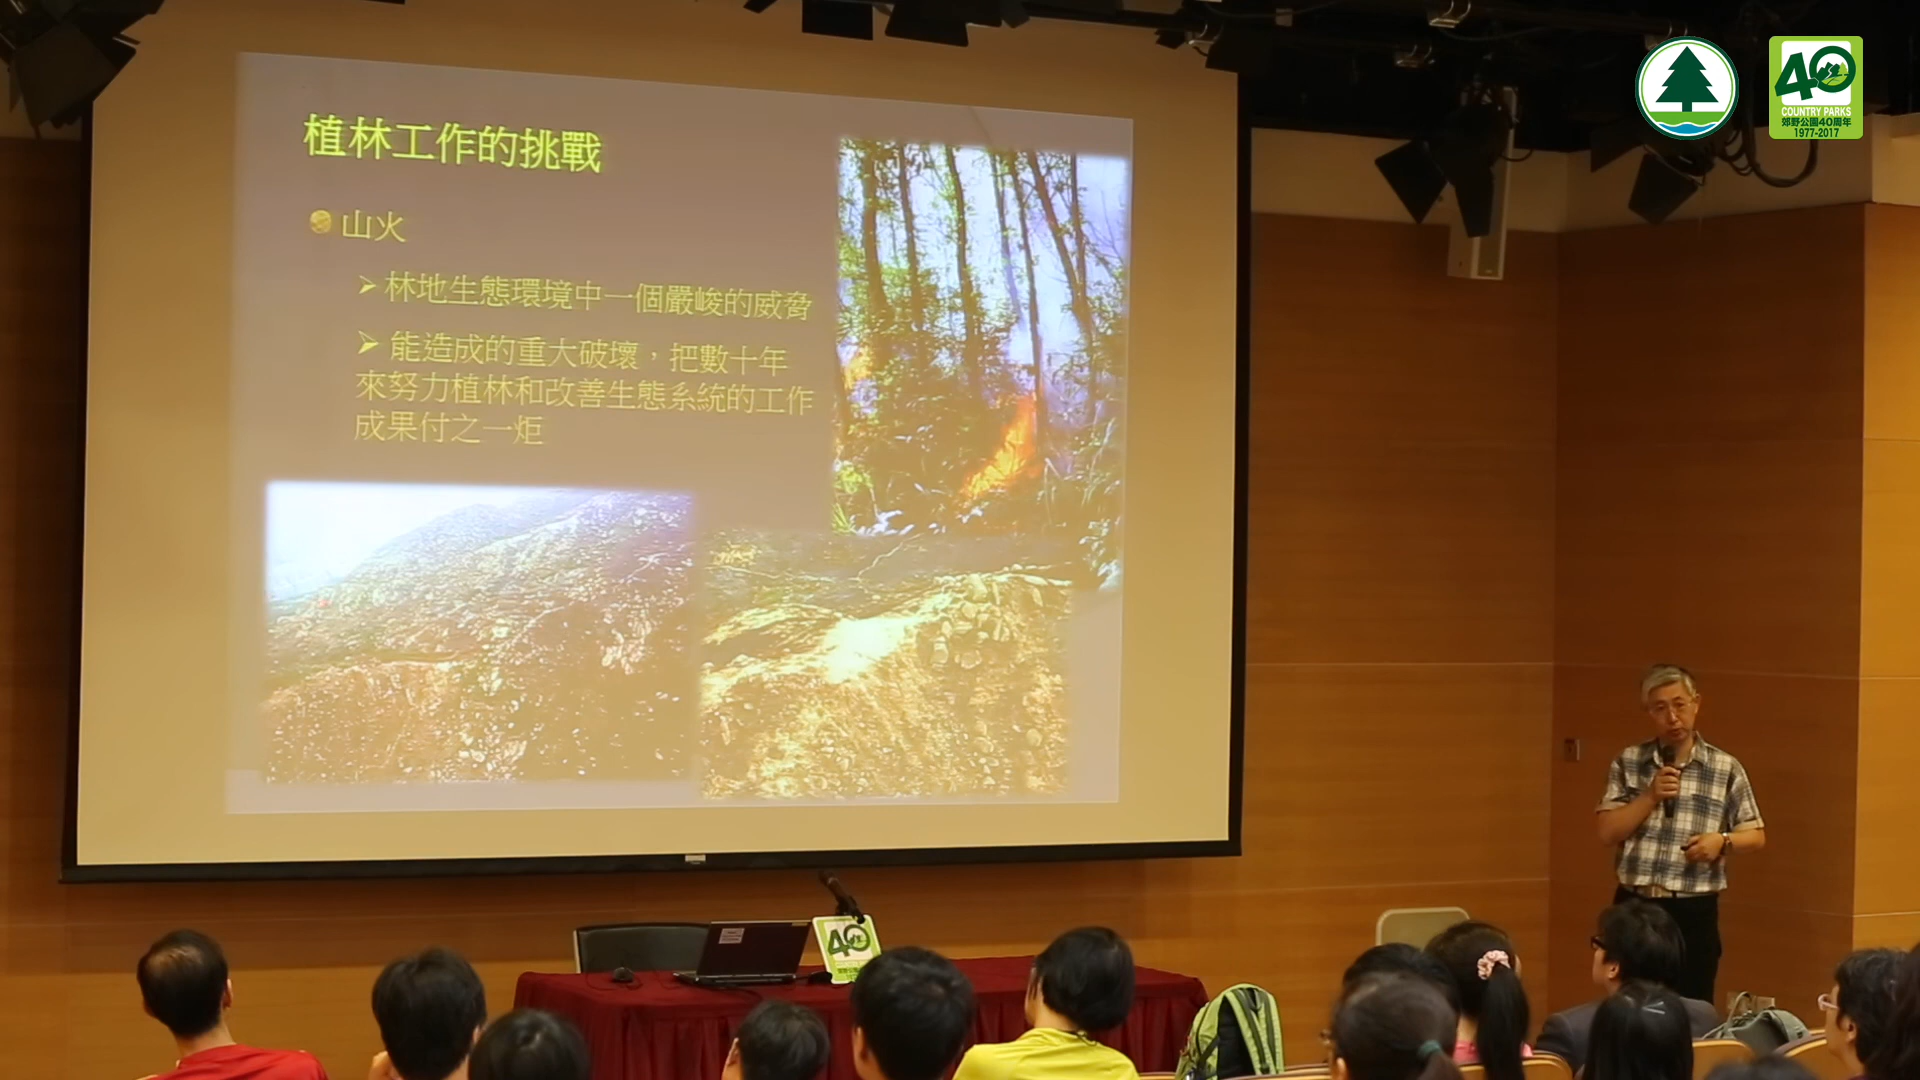 植林工作的挑戰
山火
林地生態環境中一個嚴峻的威脅
能造成的重大破壞，把數十年
來努力植林和改善生態系統的工作
成果付之一炬
40
COUNTRY PARKS
郊野公園40周年
1977-2017
40